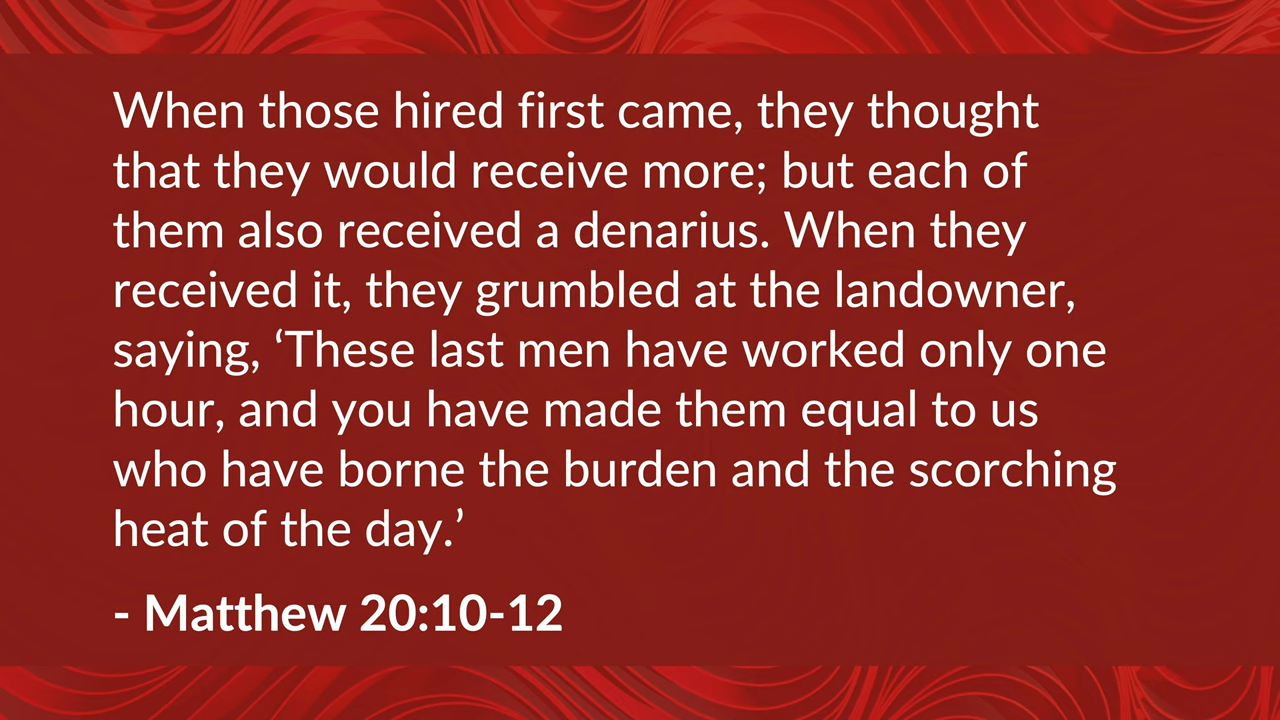 When those hired first came, they thought
that they would receive more; but each of
them also received a denarius. When they
received it, they grumbled at the landowner,
saying, ‘These last men have worked only one
hour, and you have made them equal to us
who have borne the burden and the scorching
heat of the day.’
- Matthew 20:10-12